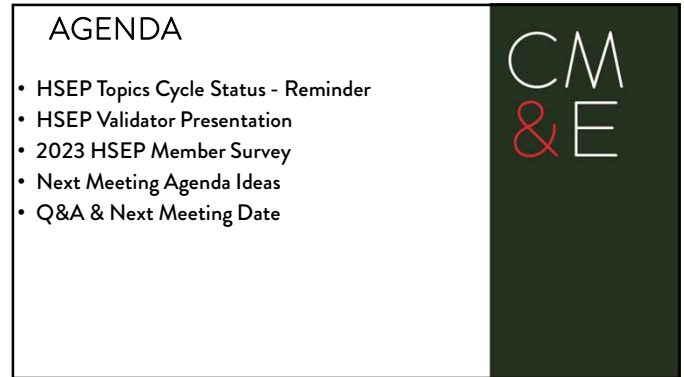 AGENDA
• HSEP Topics Cycle Status - Reminder
• HSEP Validator Presentation
• 2023 HSEP Member Survey
• Next Meeting Agenda Ideas
• Q&A & Next Meeting Date
CM
&E